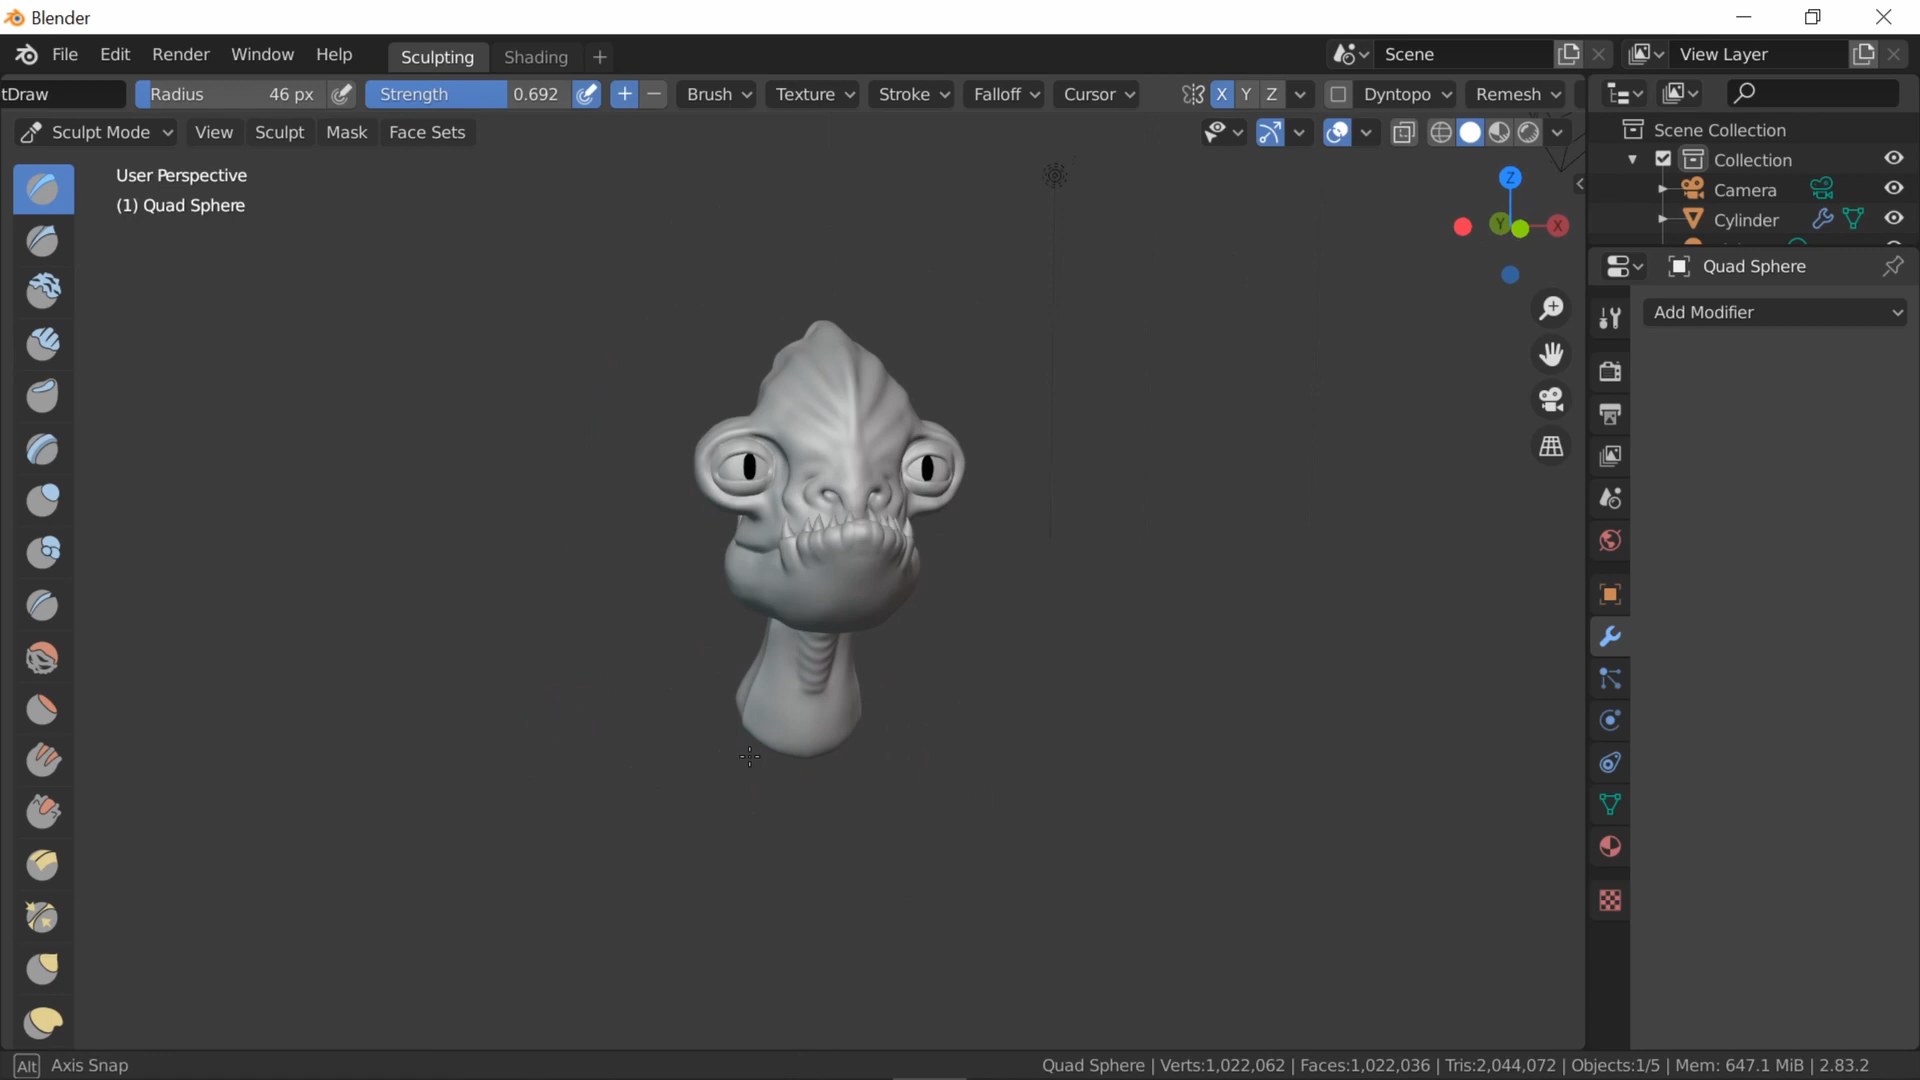 Blender
File Edit Render Window Help Sculpting Shading + Scene View Layer
tDraw Radius 46 px Strength 0.692 + − Brush Texture Stroke Falloff Cursor X Y Z Dyntopo Remesh
Sculpt Mode View Sculpt Mask Face Sets
User Perspective
(1) Quad Sphere
Z
Y X
Scene Collection
Collection
Camera
Cylinder
Quad Sphere
Add Modifier
Alt Axis Snap
Quad Sphere | Verts:1,022,062 | Faces:1,022,036 | Tris:2,044,072 | Objects:1/5 | Mem: 647.1 MiB | 2.83.2